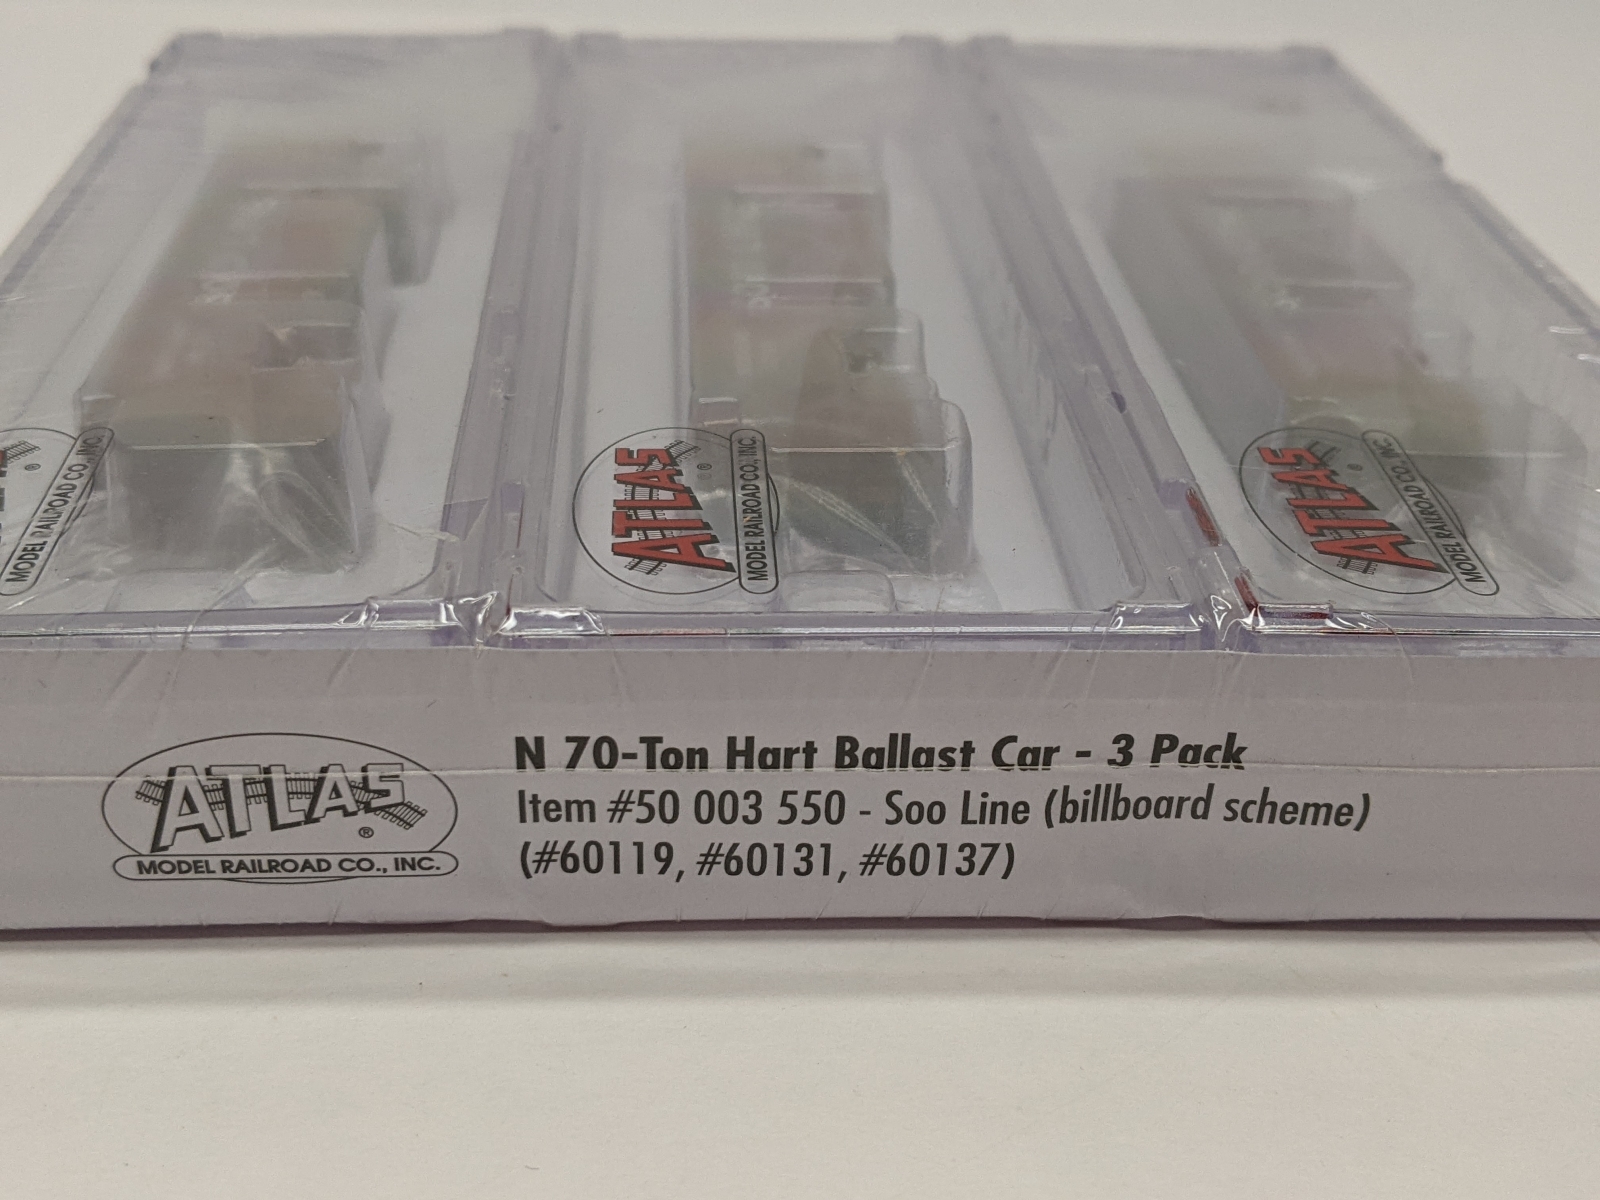 MODEL RAILROAD CO., INC.
ATLAS
®
MODEL RAILROAD CO., INC.
ATLAS
®
MODEL RAILROAD CO., INC.
ATLAS
®
MODEL RAILROAD CO., INC.
N 70-Ton Hart Ballast Car - 3 Pack
Item #50 003 550 - Soo Line (billboard scheme)
(#60119, #60131, #60137)